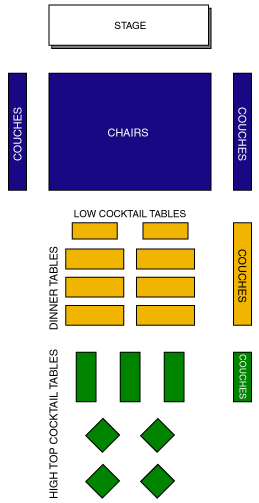 STAGE
COUCHES
CHAIRS
COUCHES
LOW COCKTAIL TABLES
DINNER TABLES
COUCHES
HIGH TOP COCKTAIL TABLES
COUCHES